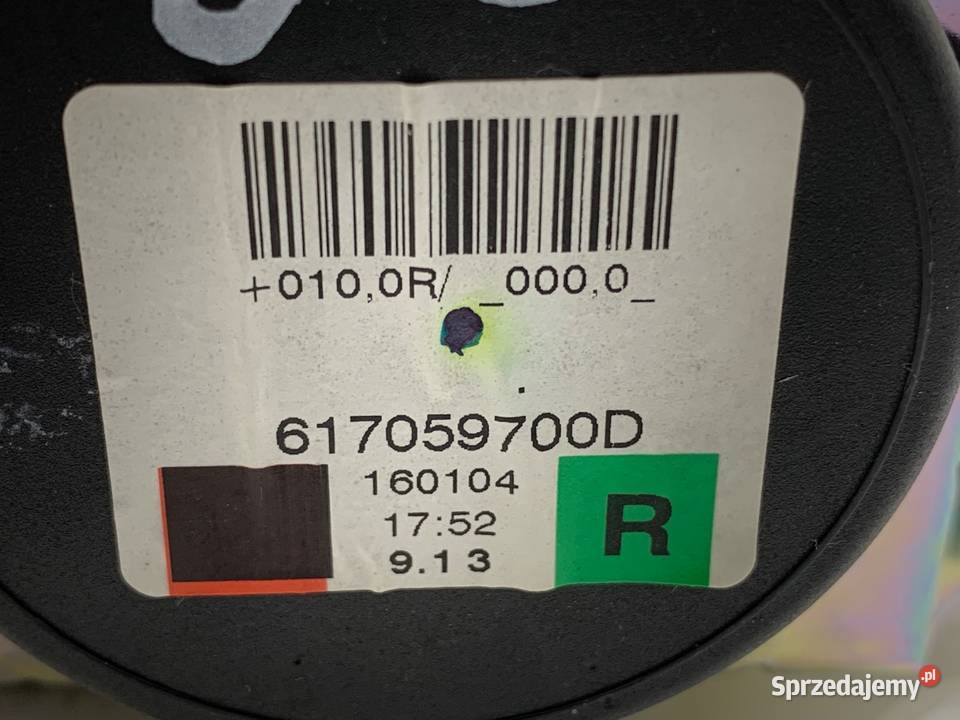 +010,0R/ _000,0_
617059700D
160104
17:52
9.13
R
Sprzedajemy.pl